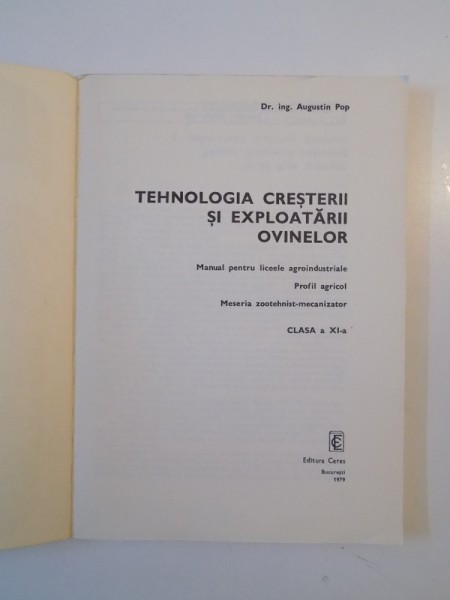 Dr. ing. Augustin Pop
TEHNOLOGIA CREȘTERII
ȘI EXPLOATĂRII
OVINELOR
Manual pentru liceele agroindustriale
Profil agricol
Meseria zootehnist-mecanizator
CLASA a XI-a
Editura Ceres
București
1979